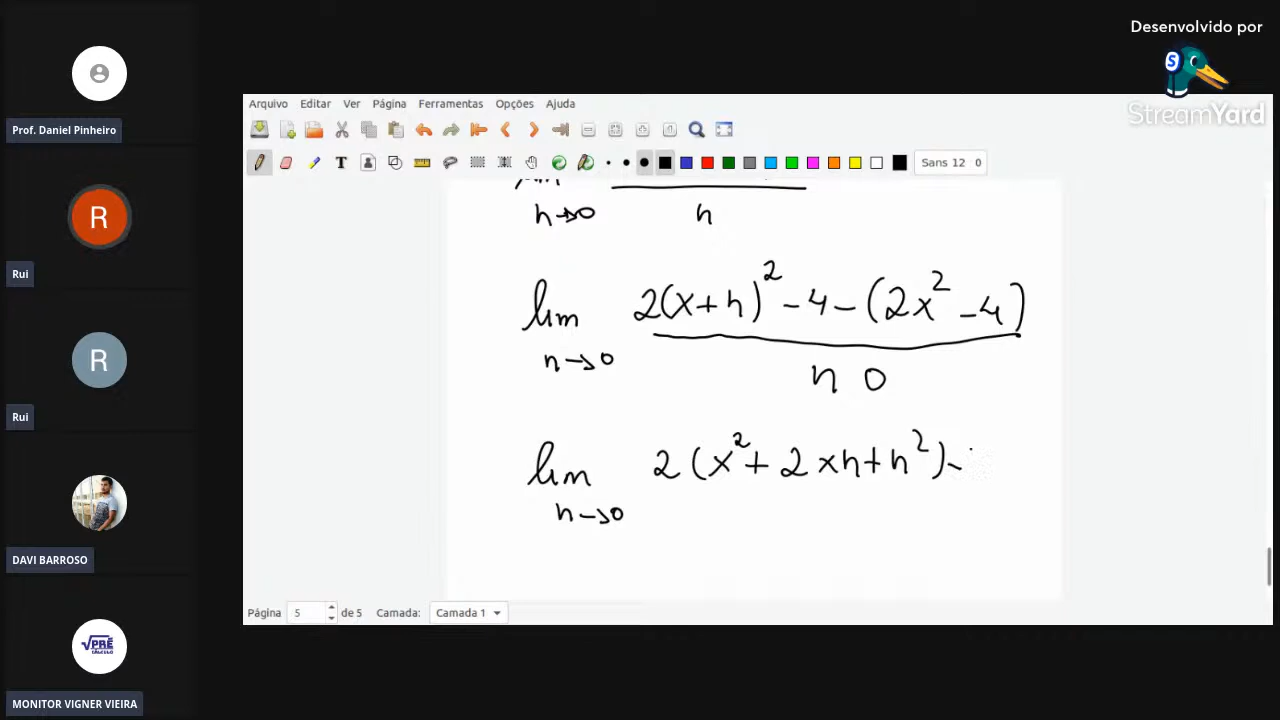 Desenvolvido por
S
StreamYard
Prof. Daniel Pinheiro
R
Rui
R
Rui
DAVI BARROSO
√PRÉ
CÁLCULO
MONITOR VIGNER VIEIRA
Arquivo Editar Ver Página Ferramentas Opções Ajuda
T
Sans 12 0
h→0 h
lim 2(x+h)² - 4 - (2x² - 4)
h→0 h 0
lim 2(x² + 2xh + h²) -
h→0
Página 5 de 5 Camada: Camada 1